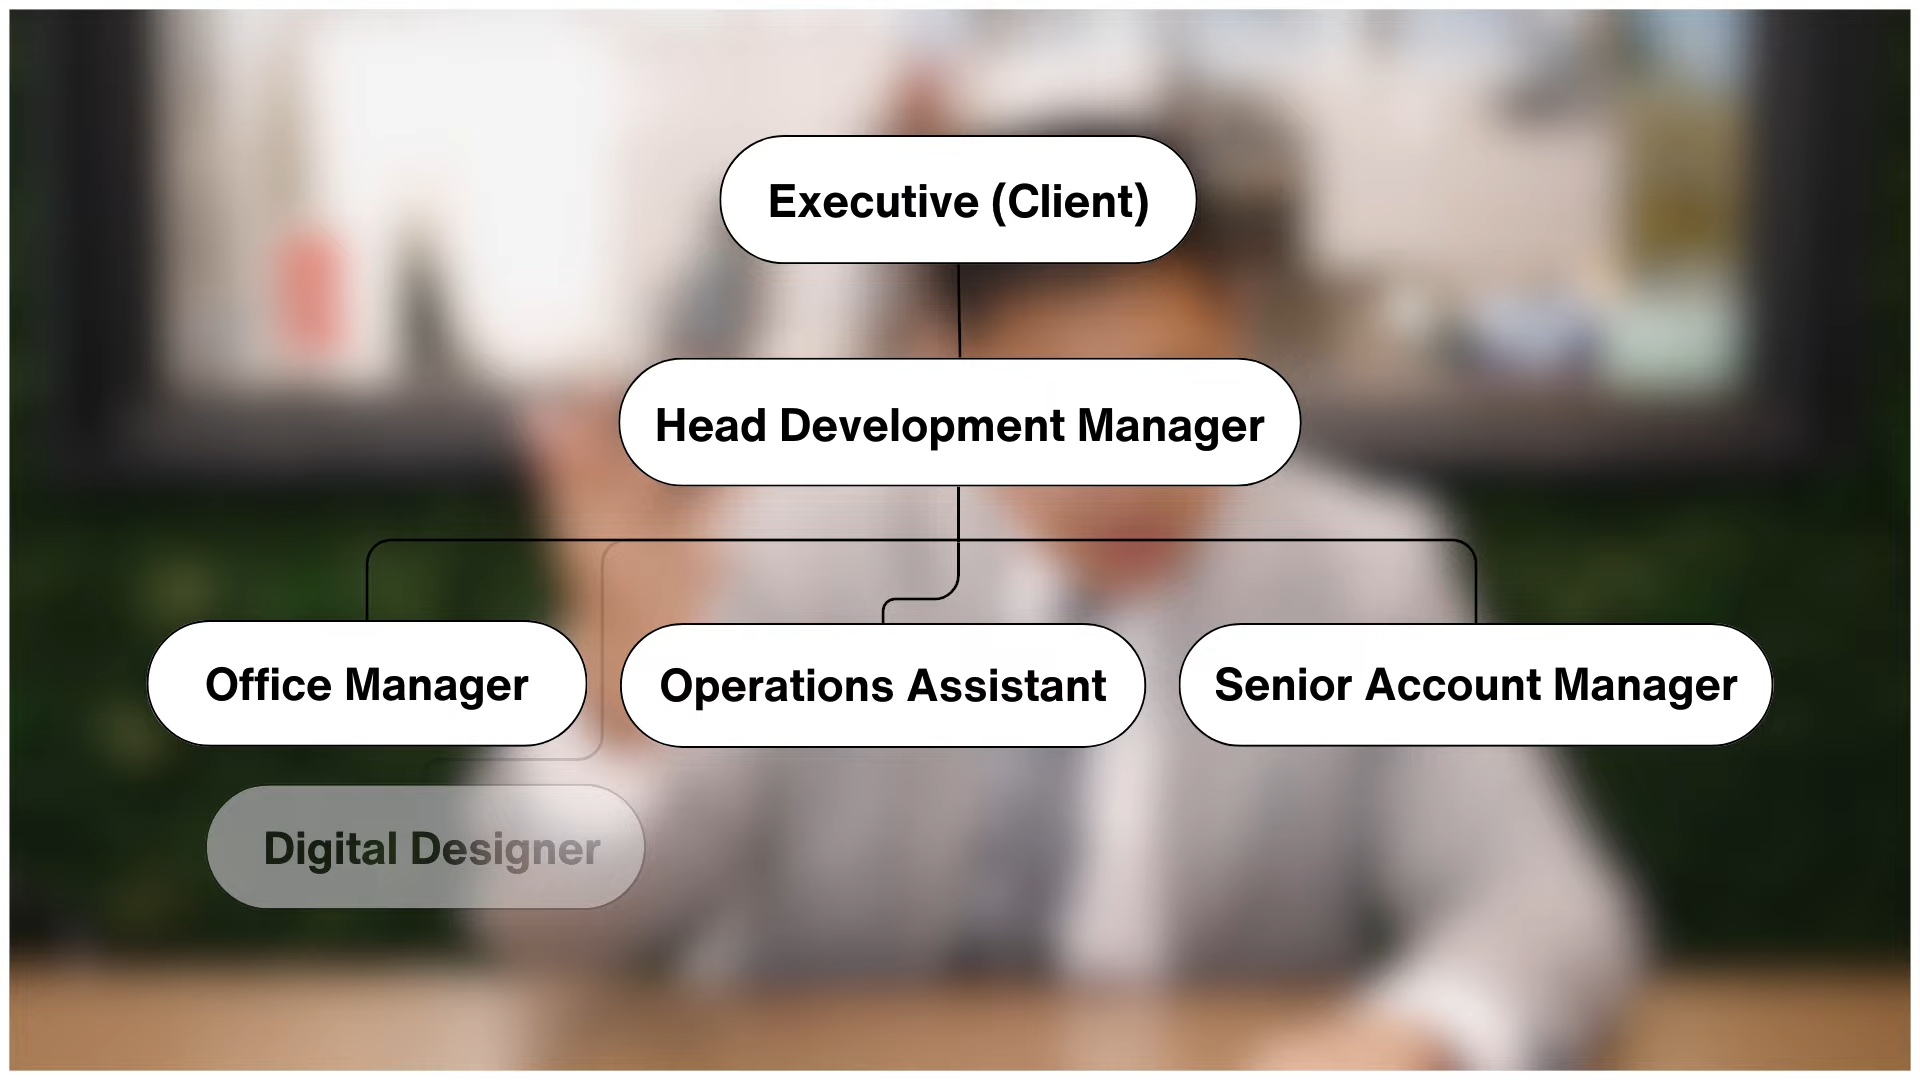 Executive (Client)
Head Development Manager
Office Manager
Operations Assistant
Senior Account Manager
Digital Designer